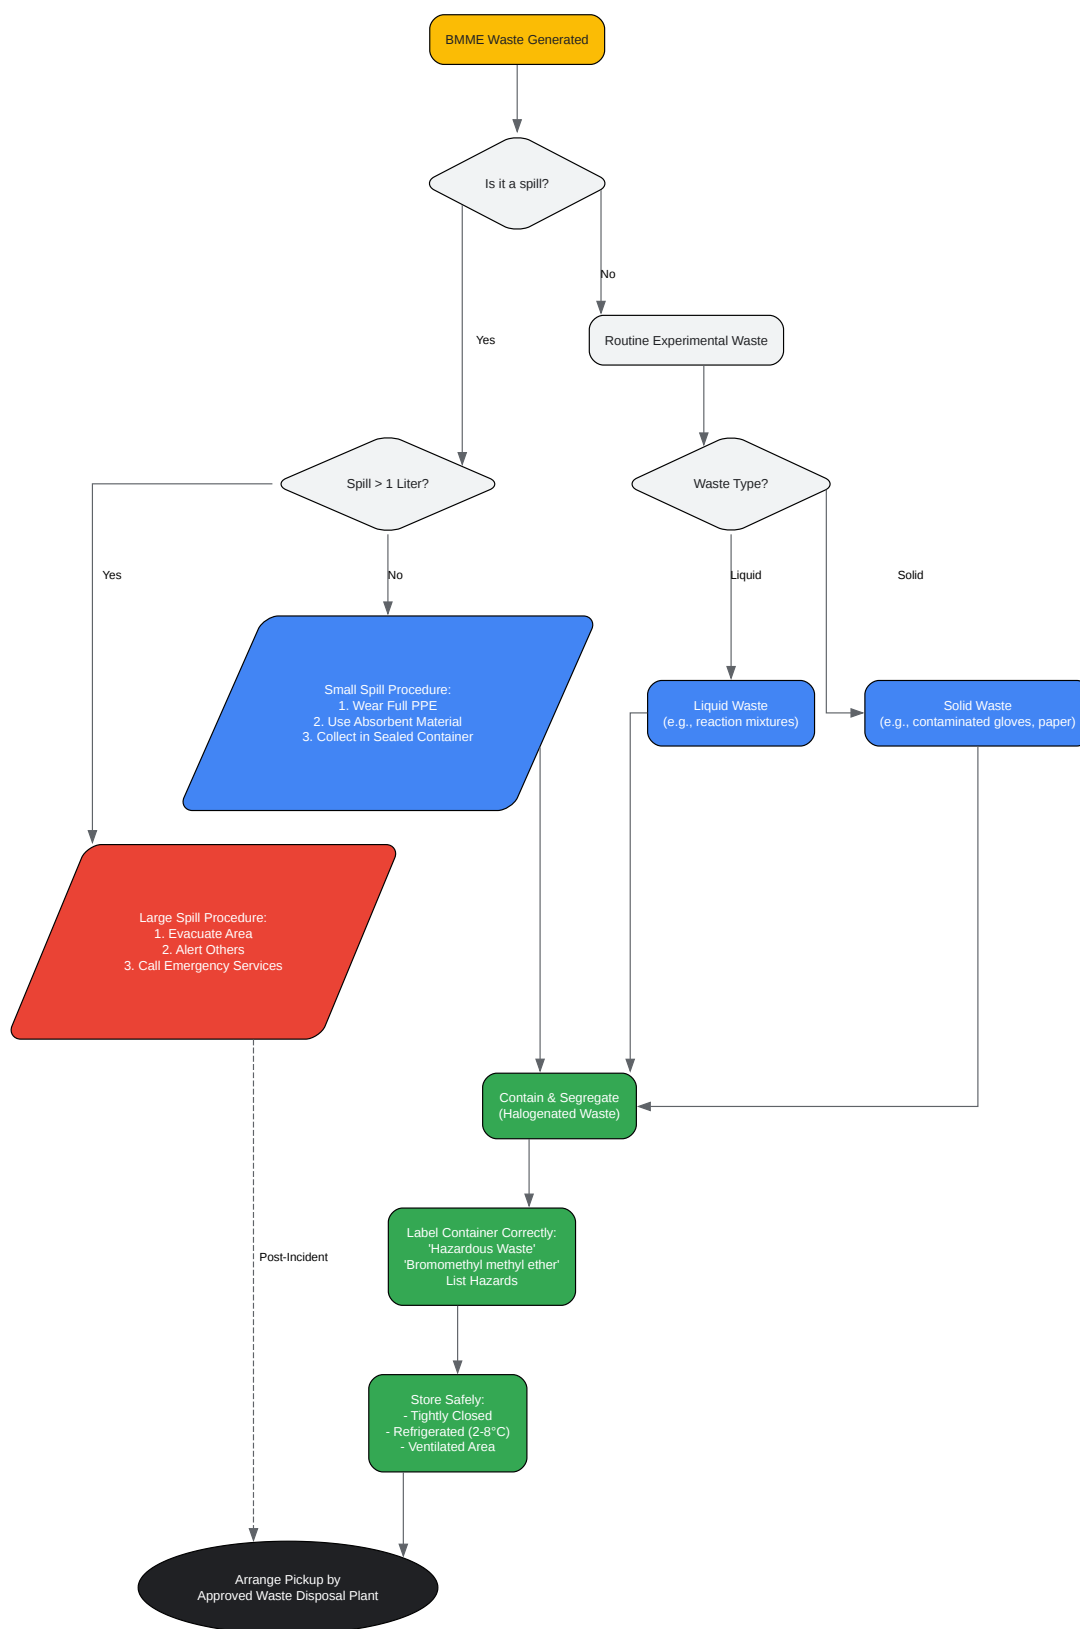 BMME Waste Generated
Is it a spill?
No
Yes
Routine Experimental Waste
Spill > 1 Liter?
Waste Type?
Yes
No
Liquid
Solid
Small Spill Procedure:
1. Wear Full PPE
2. Use Absorbent Material
3. Collect in Sealed Container
Liquid Waste
(e.g., reaction mixtures)
Solid Waste
(e.g., contaminated gloves, paper)
Large Spill Procedure:
1. Evacuate Area
2. Alert Others
3. Call Emergency Services
Contain & Segregate
(Halogenated Waste)
Label Container Correctly:
'Hazardous Waste'
'Bromomethyl methyl ether'
List Hazards
Post-Incident
Store Safely:
- Tightly Closed
- Refrigerated (2-8°C)
- Ventilated Area
Arrange Pickup by
Approved Waste Disposal Plant